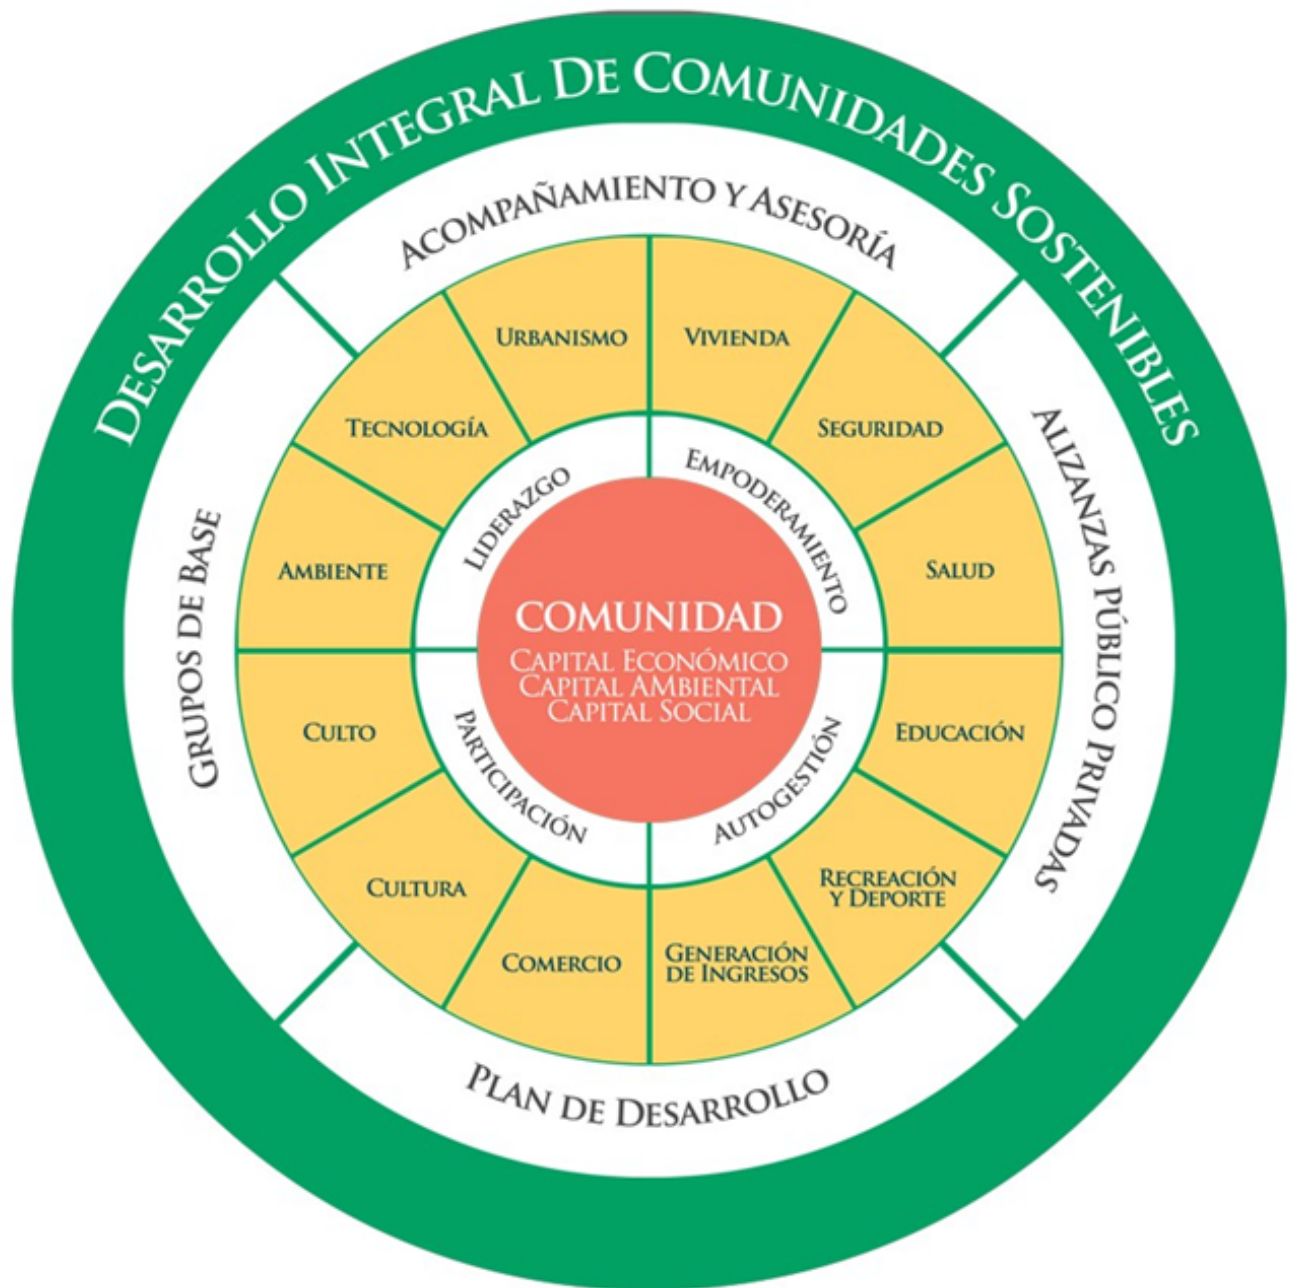 Desarrollo Integral De Comunidades Sostenibles
Acompañamiento y Asesoría
Alizanzas Público Privadas
Plan de Desarrollo
Grupos de Base
Urbanismo
Vivienda
Seguridad
Salud
Educación
Recreación
y Deporte
Generación
de Ingresos
Comercio
Cultura
Culto
Ambiente
Tecnología
Liderazgo
Empoderamiento
Autogestión
Participación
COMUNIDAD
Capital Económico
Capital AMbiental
Capital Social